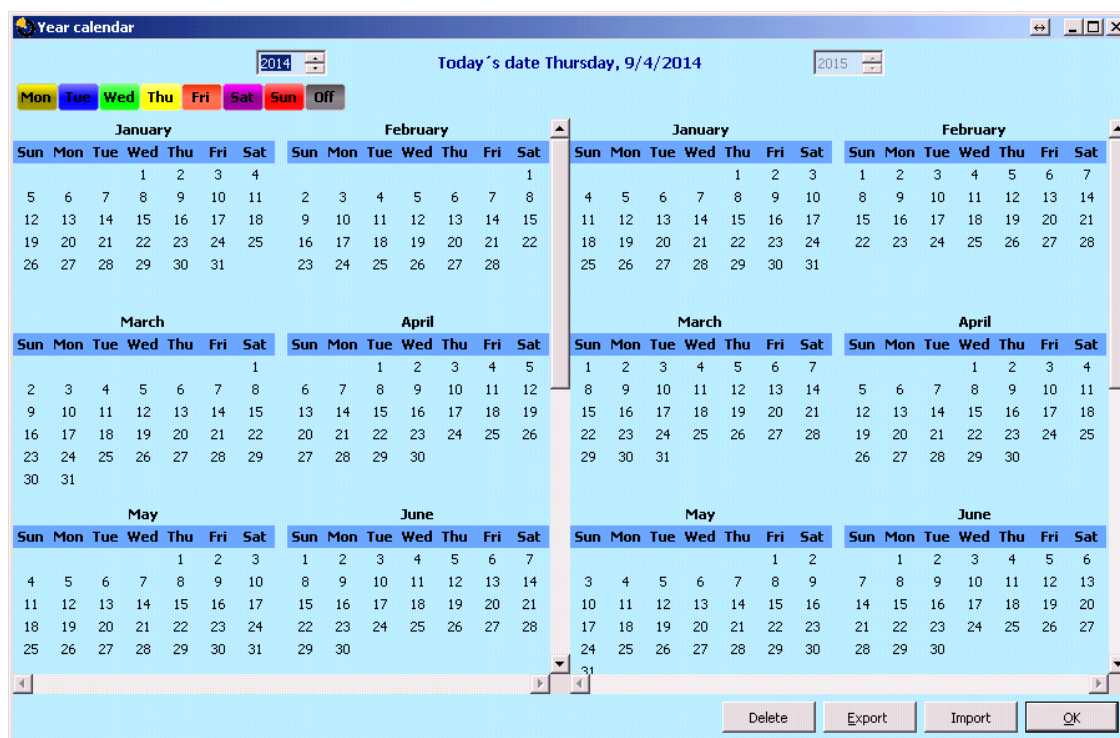 Year calendar
2014 Today´s date Thursday, 9/4/2014 2015
Mon Tue Wed Thu Fri Sat Sun Off
January February January February
Sun Mon Tue Wed Thu Fri Sat Sun Mon Tue Wed Thu Fri Sat Sun Mon Tue Wed Thu Fri Sat Sun Mon Tue Wed Thu Fri Sat
1 2 3 4 1 1 2 3 1 2 3 4 5 6 7
5 6 7 8 9 10 11 2 3 4 5 6 7 8 4 5 6 7 8 9 10 8 9 10 11 12 13 14
12 13 14 15 16 17 18 9 10 11 12 13 14 15 11 12 13 14 15 16 17 15 16 17 18 19 20 21
19 20 21 22 23 24 25 16 17 18 19 20 21 22 18 19 20 21 22 23 24 22 23 24 25 26 27 28
26 27 28 29 30 31 23 24 25 26 27 28 25 26 27 28 29 30 31
March April March April
Sun Mon Tue Wed Thu Fri Sat Sun Mon Tue Wed Thu Fri Sat Sun Mon Tue Wed Thu Fri Sat Sun Mon Tue Wed Thu Fri Sat
1 1 2 3 4 5 1 2 3 4 5 6 7 1 2 3 4
2 3 4 5 6 7 8 6 7 8 9 10 11 12 8 9 10 11 12 13 14 5 6 7 8 9 10 11
9 10 11 12 13 14 15 13 14 15 16 17 18 19 15 16 17 18 19 20 21 12 13 14 15 16 17 18
16 17 18 19 20 21 22 20 21 22 23 24 25 26 22 23 24 25 26 27 28 19 20 21 22 23 24 25
23 24 25 26 27 28 29 27 28 29 30 29 30 31 26 27 28 29 30
30 31
May June May June
Sun Mon Tue Wed Thu Fri Sat Sun Mon Tue Wed Thu Fri Sat Sun Mon Tue Wed Thu Fri Sat Sun Mon Tue Wed Thu Fri Sat
1 2 3 1 2 3 4 5 6 7 1 2 1 2 3 4 5 6
4 5 6 7 8 9 10 8 9 10 11 12 13 14 3 4 5 6 7 8 9 7 8 9 10 11 12 13
11 12 13 14 15 16 17 15 16 17 18 19 20 21 10 11 12 13 14 15 16 14 15 16 17 18 19 20
18 19 20 21 22 23 24 22 23 24 25 26 27 28 17 18 19 20 21 22 23 21 22 23 24 25 26 27
25 26 27 28 29 30 31 29 30 24 25 26 27 28 29 30 28 29 30
31
Delete Export Import OK